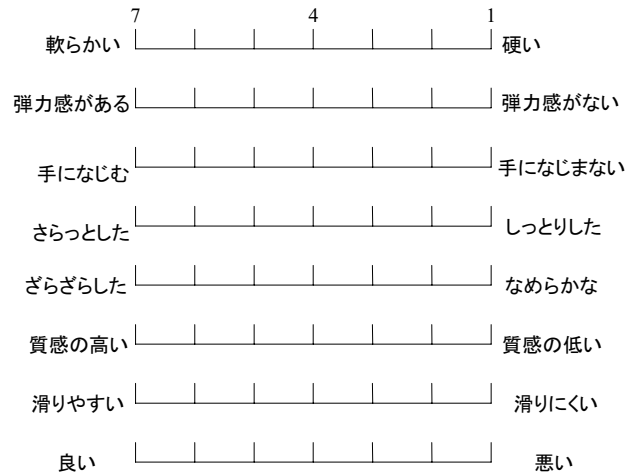 7 4 1
軟らかい 硬い
弾力感がある 弾力感がない
手になじむ 手になじまない
さらっとした しっとりした
ざらざらした なめらかな
質感の高い 質感の低い
滑りやすい 滑りにくい
良い 悪い